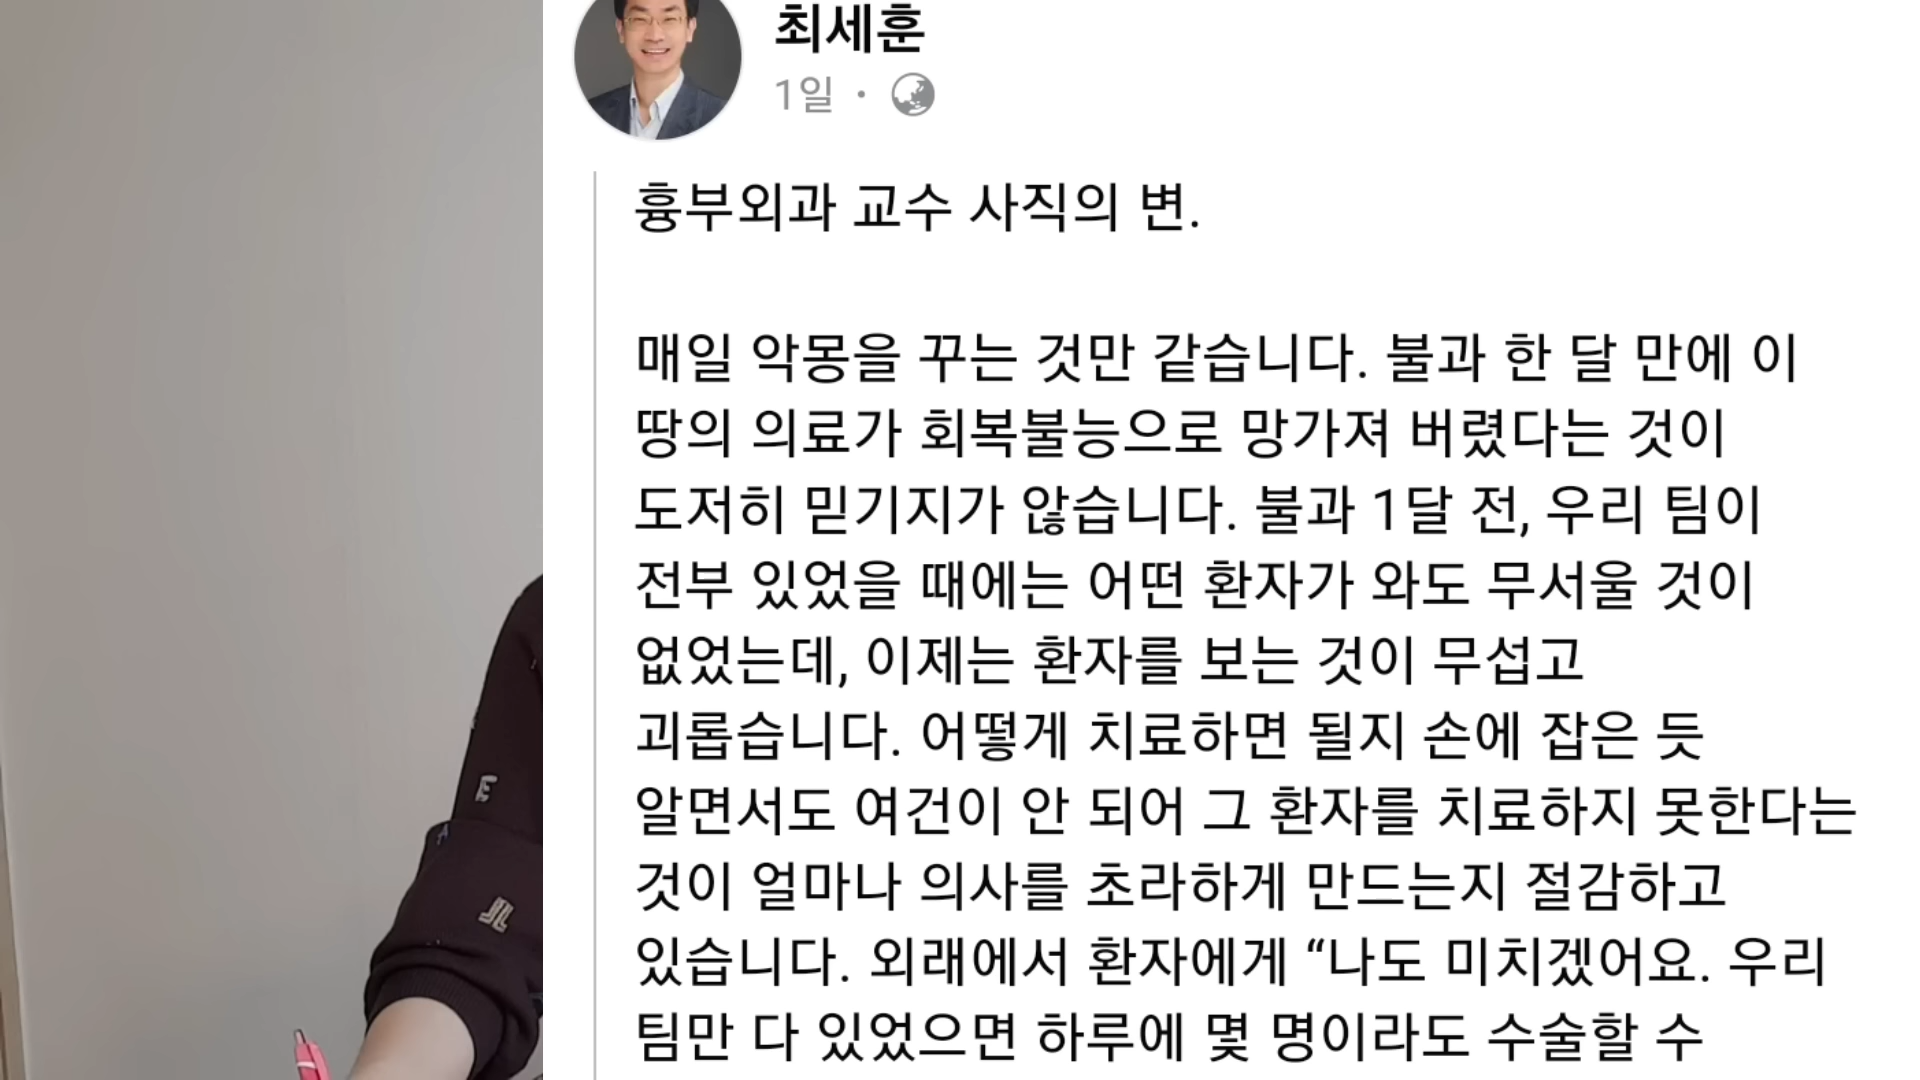 최세훈
1일 ·
흉부외과 교수 사직의 변.
매일 악몽을 꾸는 것만 같습니다. 불과 한 달 만에 이
땅의 의료가 회복불능으로 망가져 버렸다는 것이
도저히 믿기지가 않습니다. 불과 1달 전, 우리 팀이
전부 있었을 때에는 어떤 환자가 와도 무서울 것이
없었는데, 이제는 환자를 보는 것이 무섭고
괴롭습니다. 어떻게 치료하면 될지 손에 잡은 듯
알면서도 여건이 안 되어 그 환자를 치료하지 못한다는
것이 얼마나 의사를 초라하게 만드는지 절감하고
있습니다. 외래에서 환자에게 “나도 미치겠어요. 우리
팀만 다 있었으면 하루에 몇 명이라도 수술할 수
E
A
JL